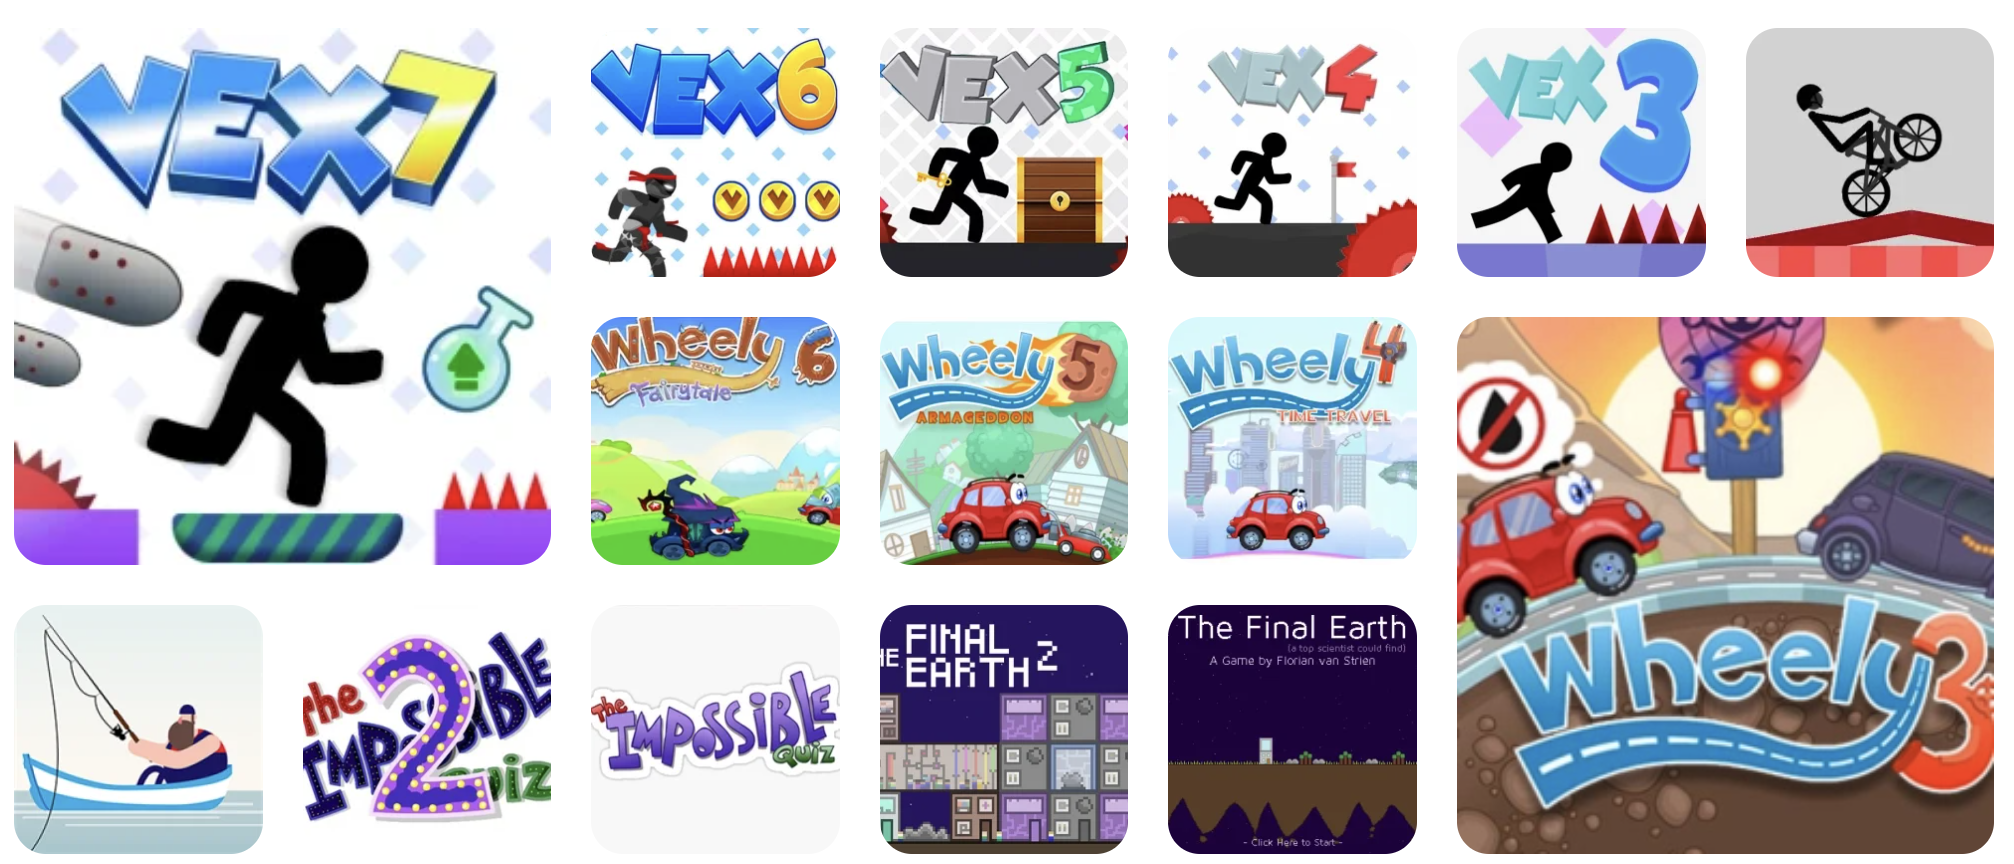 VEX7
VEX6
VEX5
VEX4
VEX 3
Wheely 6
Fairytale
Wheely 5
ARMAGEDDON
Wheely 4
TIME TRAVEL
Wheely 3
The IMPOSSIBLE QUIZ 2
The IMPOSSIBLE QUIZ
HE FINAL
EARTH 2
The Final Earth
(a top scientist could find)
A Game by Florian van Strien
- Click Here to Start -